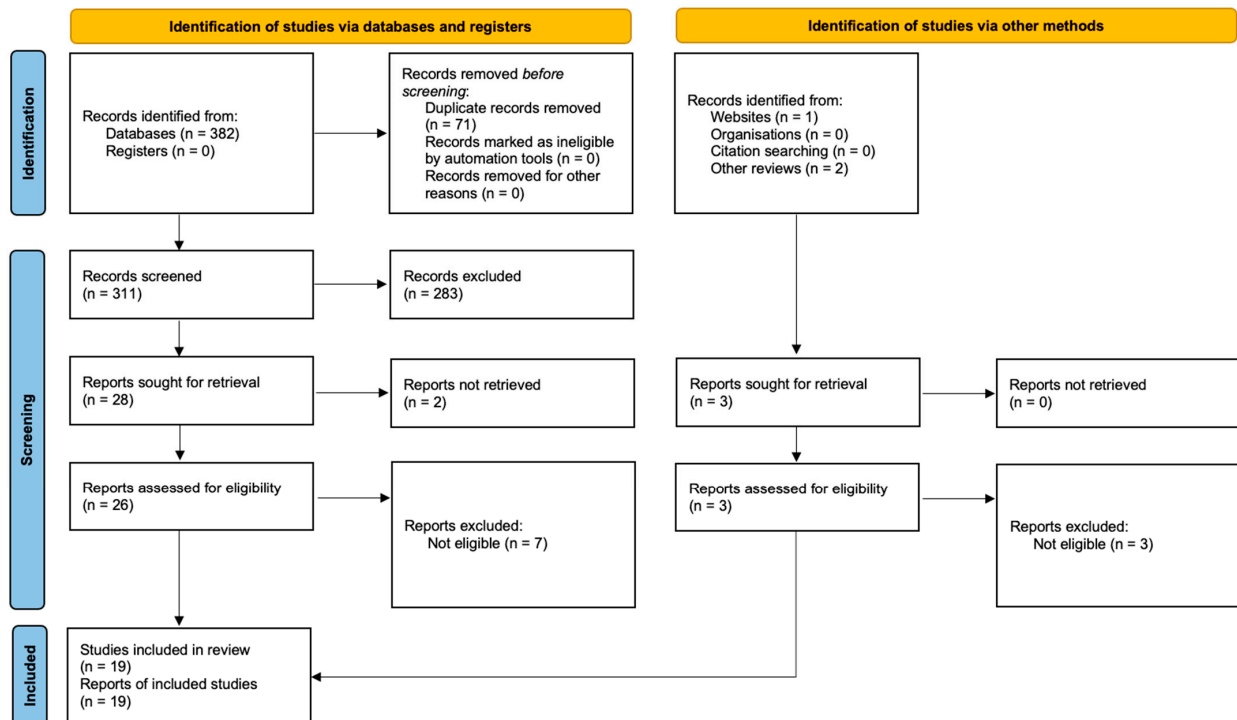 Identification of studies via databases and registers
Identification of studies via other methods
Identification
Records identified from:
Databases (n = 382)
Registers (n = 0)
Records removed before
screening:
Duplicate records removed
(n = 71)
Records marked as ineligible
by automation tools (n = 0)
Records removed for other
reasons (n = 0)
Records identified from:
Websites (n = 1)
Organisations (n = 0)
Citation searching (n = 0)
Other reviews (n = 2)
Screening
Records screened
(n = 311)
Records excluded
(n = 283)
Reports sought for retrieval
(n = 28)
Reports not retrieved
(n = 2)
Reports sought for retrieval
(n = 3)
Reports not retrieved
(n = 0)
Reports assessed for eligibility
(n = 26)
Reports excluded:
Not eligible (n = 7)
Reports assessed for eligibility
(n = 3)
Reports excluded:
Not eligible (n = 3)
Included
Studies included in review
(n = 19)
Reports of included studies
(n = 19)